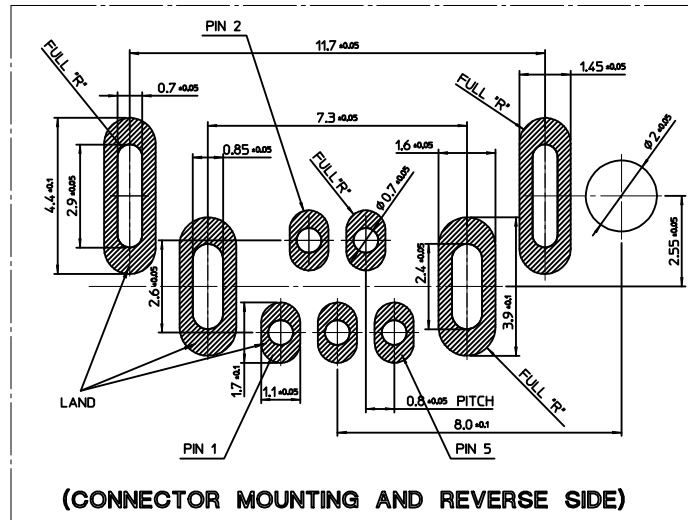 PIN 2
11.7 ±0.05
FULL "R"
0.7 ±0.05
FULL "R"
1.45 ±0.05
7.3 ±0.05
0.85 ±0.05
1.6 ±0.05
FULL "R"
ø0.7 ±0.05
ø2 ±0.05
4.4 ±0.1
2.9 ±0.05
2.6 ±0.05
2.4 ±0.05
3.9 ±0.1
2.55 ±0.05
1.7 ±0.1
1.1 ±0.05
LAND
0.8 ±0.05 PITCH
FULL "R"
8.0 ±0.1
PIN 1
PIN 5
(CONNECTOR MOUNTING AND REVERSE SIDE)